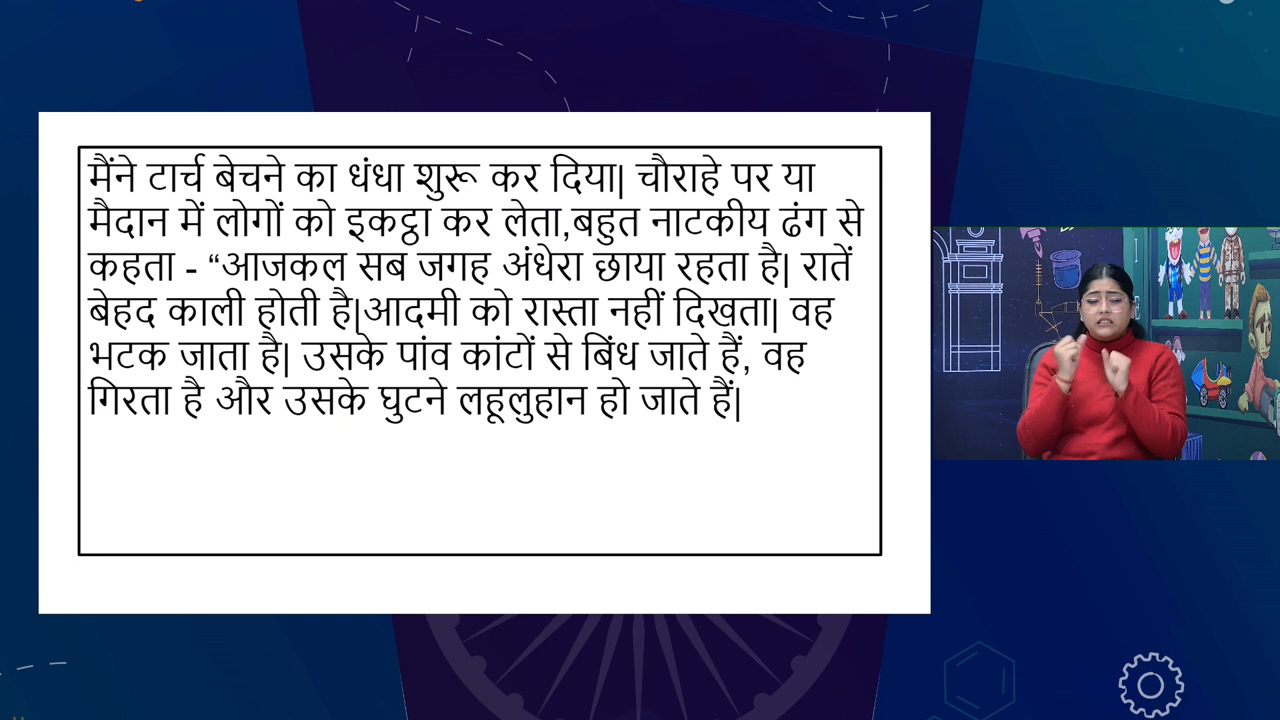 मैंने टार्च बेचने का धंधा शुरू कर दिया| चौराहे पर या
मैदान में लोगों को इकट्ठा कर लेता,बहुत नाटकीय ढंग से
कहता - “आजकल सब जगह अंधेरा छाया रहता है| रातें
बेहद काली होती है|आदमी को रास्ता नहीं दिखता| वह
भटक जाता है| उसके पांव कांटों से बिंध जाते हैं, वह
गिरता है और उसके घुटने लहूलुहान हो जाते हैं|